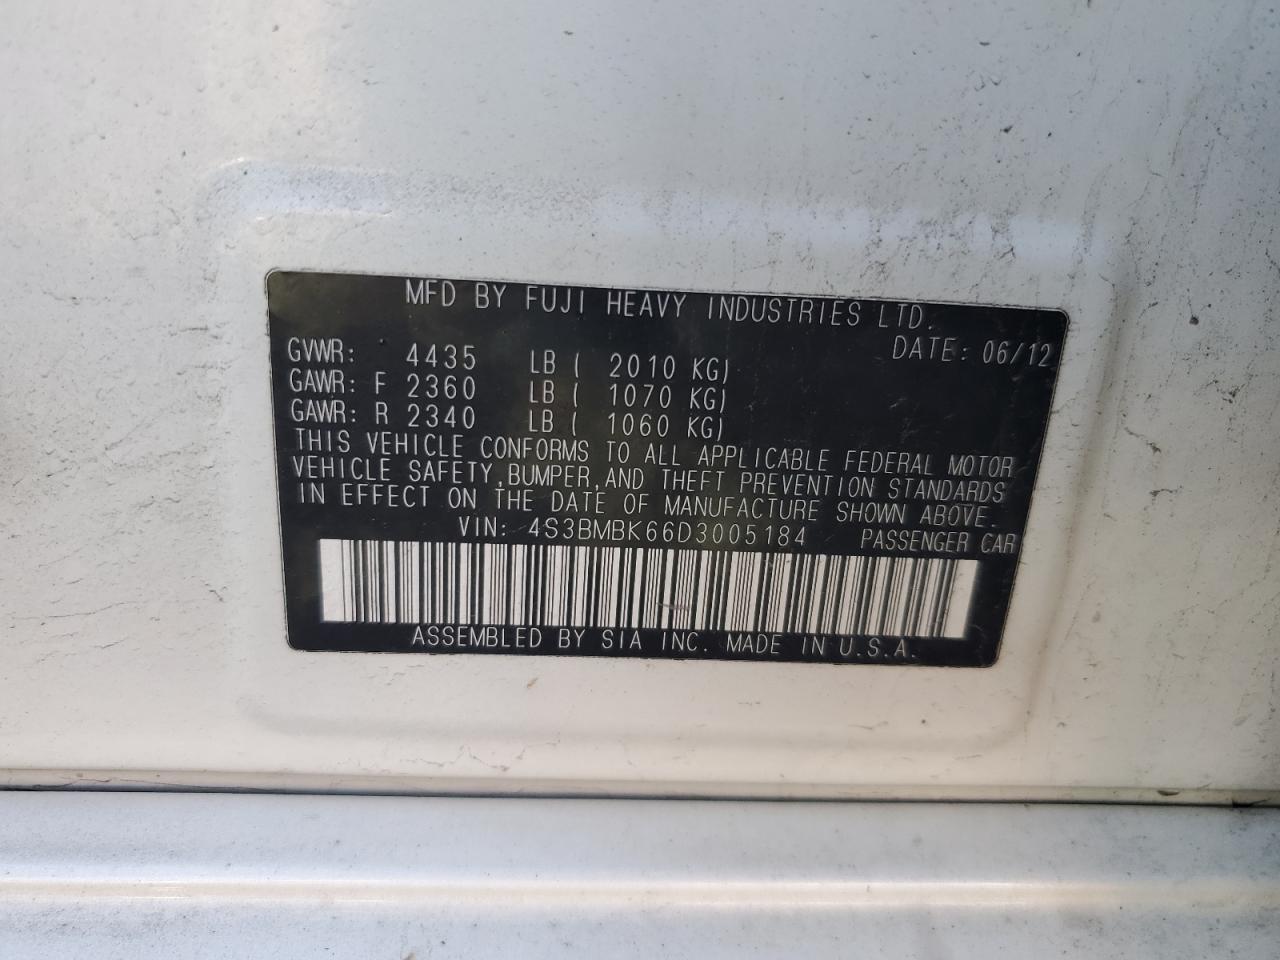 MFD BY FUJI HEAVY INDUSTRIES LTD.
DATE: 06/12
GVWR: 4435 LB ( 2010 KG)
GAWR: F 2360 LB ( 1070 KG)
GAWR: R 2340 LB ( 1060 KG)
THIS VEHICLE CONFORMS TO ALL APPLICABLE FEDERAL MOTOR
VEHICLE SAFETY, BUMPER, AND THEFT PREVENTION STANDARDS
IN EFFECT ON THE DATE OF MANUFACTURE SHOWN ABOVE.
VIN: 4S3BMBK66D3005184 PASSENGER CAR
ASSEMBLED BY SIA INC. MADE IN U.S.A.